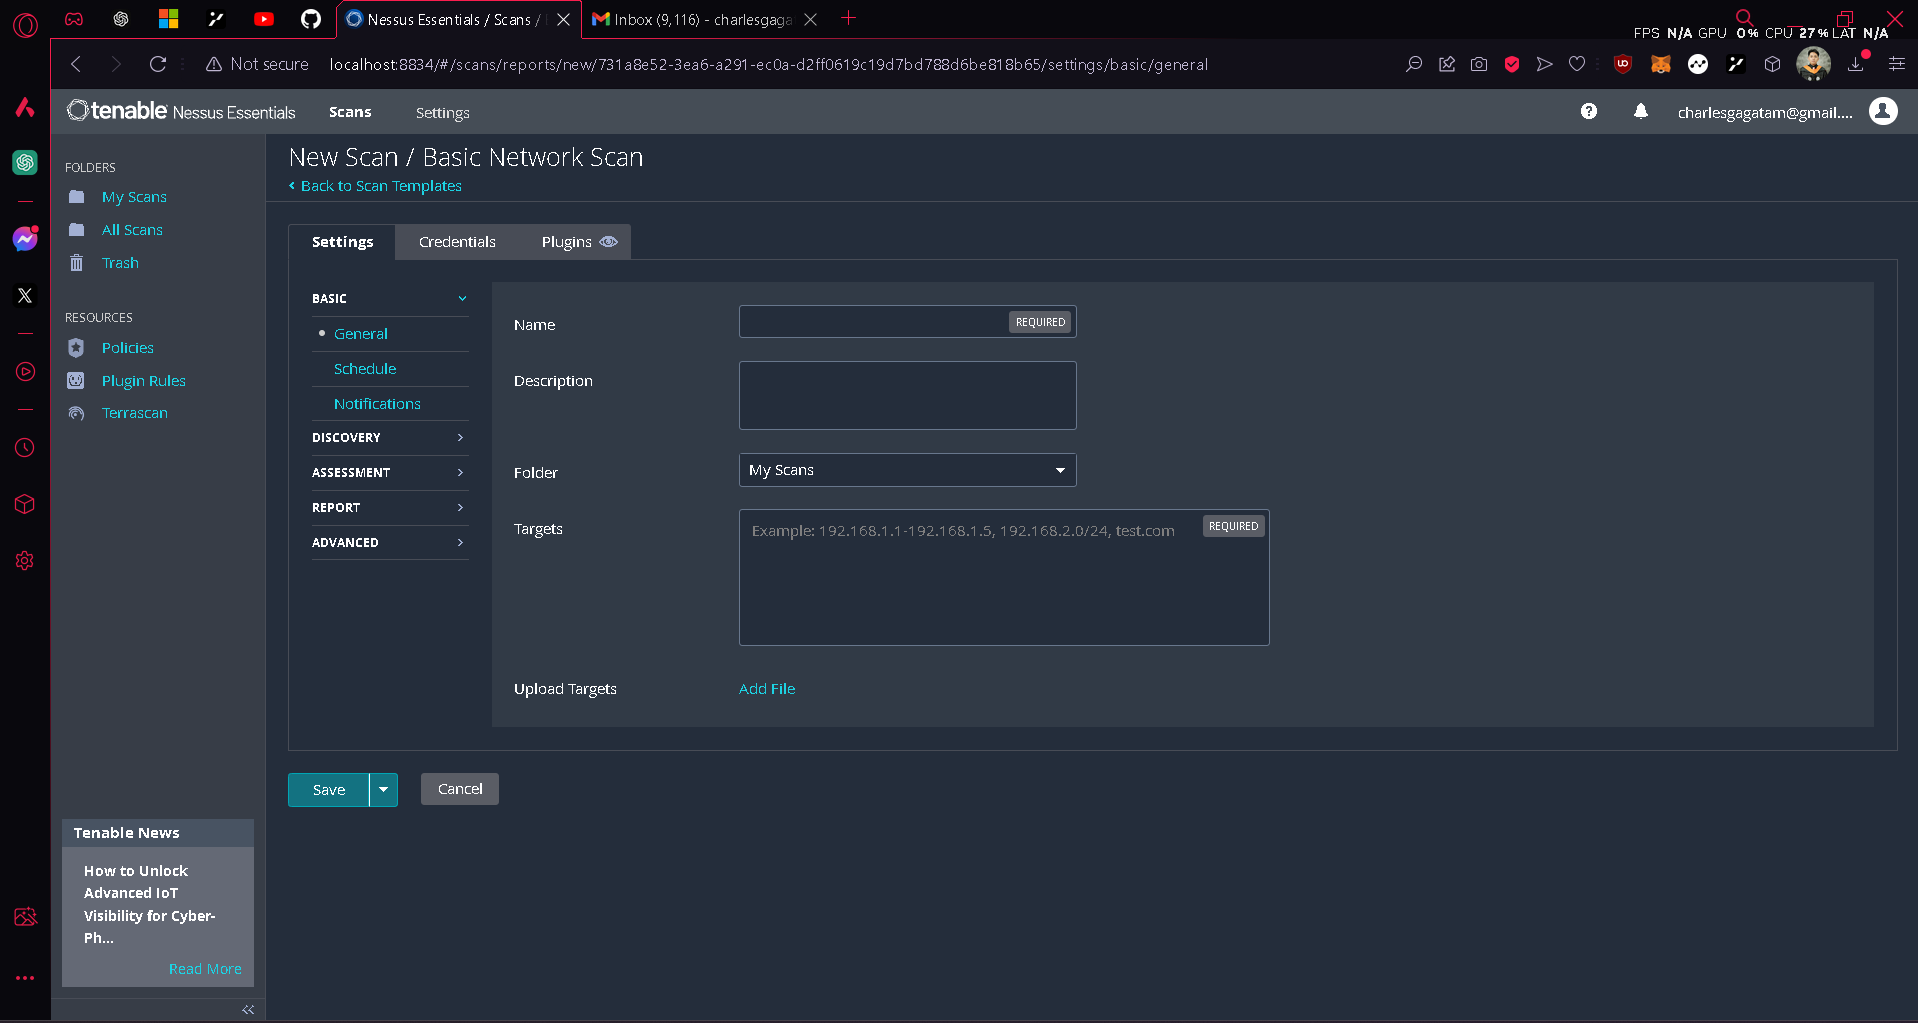 Nessus Essentials / Scans /
Inbox (9,116) - charlesgaga
FPS N/A GPU 0% CPU 27% LAT N/A
Not secure localhost:8834/#/scans/reports/new/731a8e52-3ea6-a291-ec0a-d2ff0619c19d7bd788d6be818b65/settings/basic/general
tenable Nessus Essentials
Scans
Settings
charlesgagatam@gmail....
FOLDERS
My Scans
All Scans
Trash
RESOURCES
Policies
Plugin Rules
Terrascan
Tenable News
How to Unlock
Advanced IoT
Visibility for Cyber-
Ph...
Read More
New Scan / Basic Network Scan
Back to Scan Templates
Settings
Credentials
Plugins
BASIC
General
Schedule
Notifications
DISCOVERY
ASSESSMENT
REPORT
ADVANCED
Name
REQUIRED
Description
Folder
My Scans
Targets
Example: 192.168.1.1-192.168.1.5, 192.168.2.0/24, test.com
REQUIRED
Upload Targets
Add File
Save
Cancel